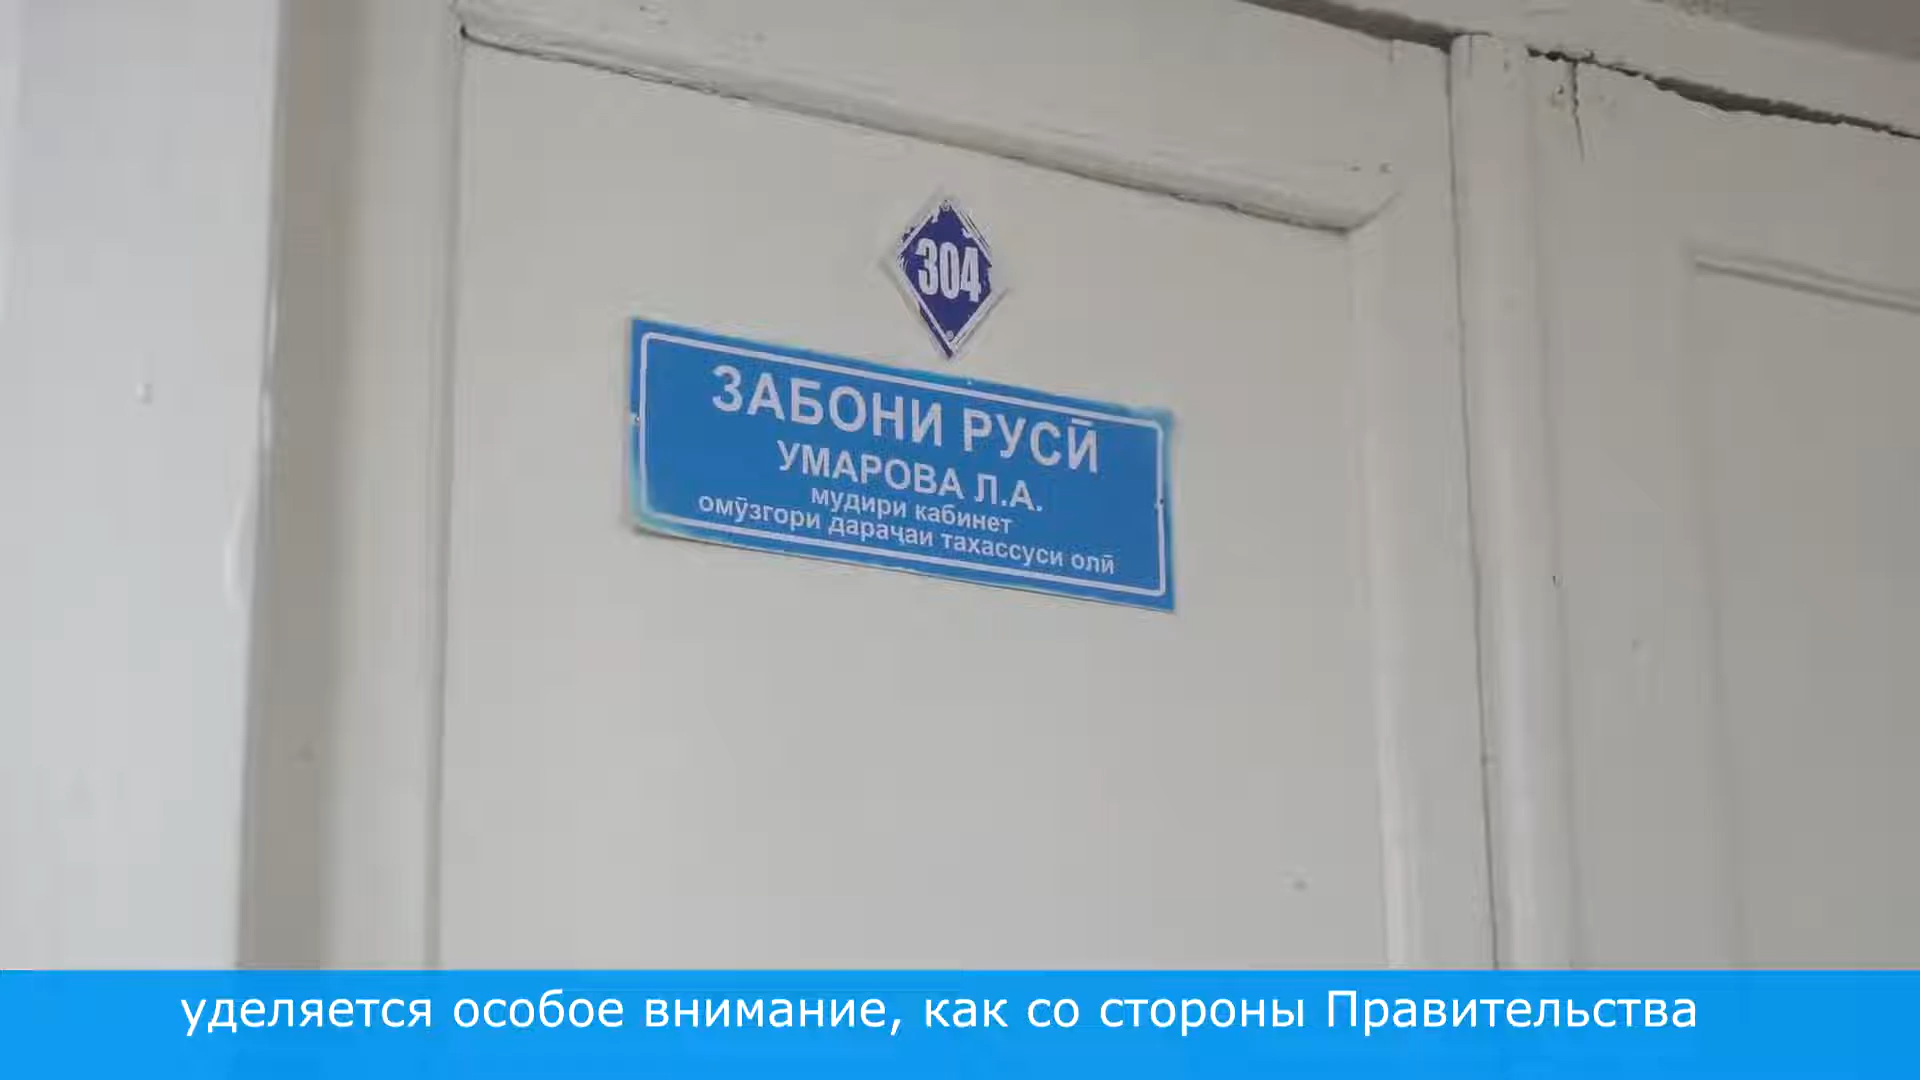 304
ЗАБОНИ РУСӢ
УМАРОВА Л.А.
мудири кабинет
омӯзгори дараҷаи тахассуси олӣ
уделяется особое внимание, как со стороны Правительства